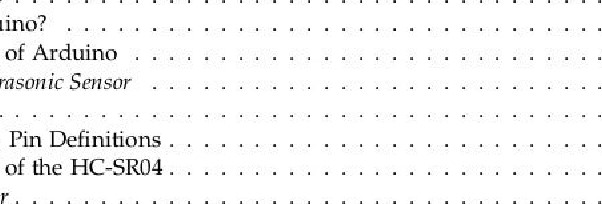 uino? . . . . . . . . . . . . . . . . . . .
of Arduino . . . . . . . . . . . . . . . . .
rasonic Sensor . . . . . . . . . . . . . . . .
. . . . . . . . . . . . . . . . . . . . .
Pin Definitions . . . . . . . . . . . . . . . .
of the HC-SR04 . . . . . . . . . . . . . . . .
r . . . . . . . . . . . . . . . . . . . . .